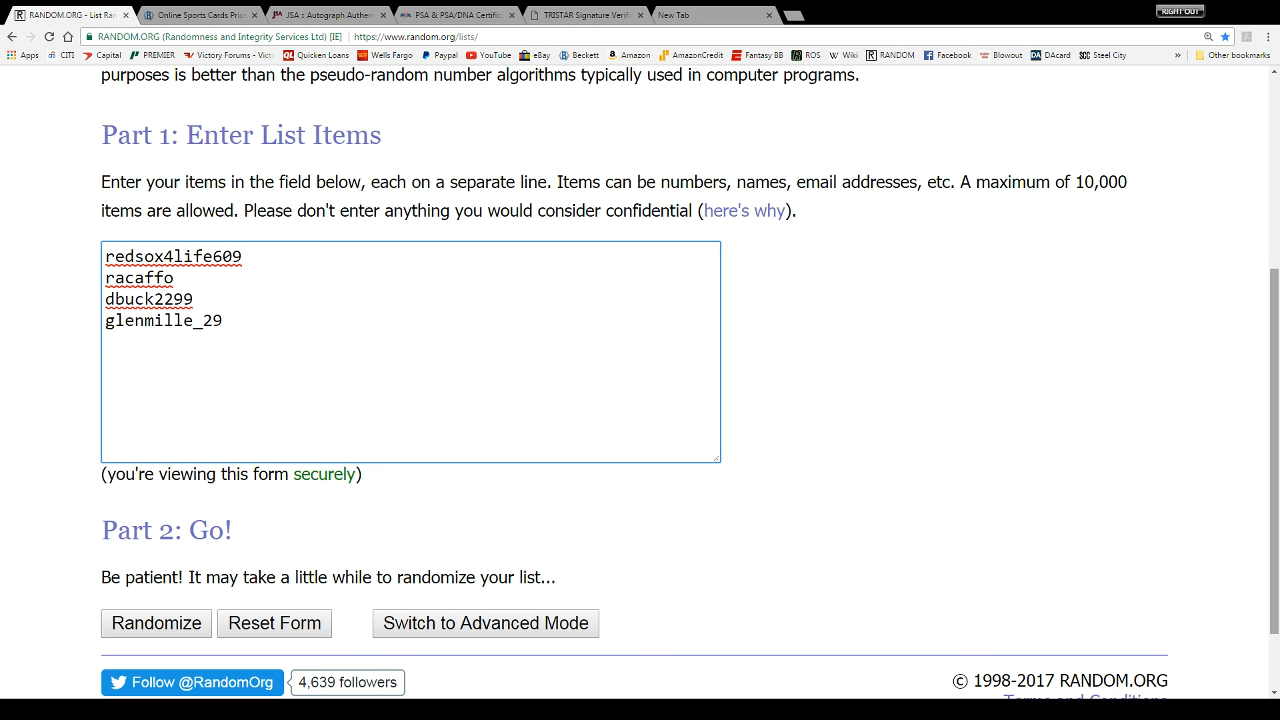 RANDOM.ORG - List Ran
Online Sports Cards Price
JSA :: Autograph Authent
PSA & PSA/DNA Certific
TRISTAR Signature Verifi
New Tab
RIGHT OUT
RANDOM.ORG (Randomness and Integrity Services Ltd) [IE] https://www.random.org/lists/
Apps CITI Capital PREMIER Victory Forums - Vict Quicken Loans Wells Fargo Paypal YouTube eBay Beckett Amazon AmazonCredit Fantasy BB ROS Wiki RANDOM Facebook Blowout DAcard Steel City » Other bookmarks
purposes is better than the pseudo-random number algorithms typically used in computer programs.
Part 1: Enter List Items
Enter your items in the field below, each on a separate line. Items can be numbers, names, email addresses, etc. A maximum of 10,000
items are allowed. Please don't enter anything you would consider confidential (here's why).
redsox4life609
racaffo
dbuck2299
glenmille_29
(you're viewing this form securely)
Part 2: Go!
Be patient! It may take a little while to randomize your list...
Randomize Reset Form Switch to Advanced Mode
Follow @RandomOrg 4,639 followers
© 1998-2017 RANDOM.ORG
Terms and Conditions